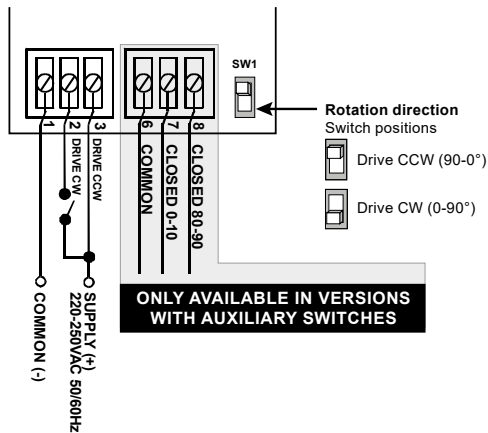 SW1
1
2
3
6
7
8
DRIVE CW
DRIVE CCW
COMMON
CLOSED 0-10
CLOSED 80-90
Rotation direction
Switch positions
Drive CCW (90-0°)
Drive CW (0-90°)
ONLY AVAILABLE IN VERSIONS
WITH AUXILIARY SWITCHES
COMMON (-)
SUPPLY (+)
220-250VAC 50/60Hz